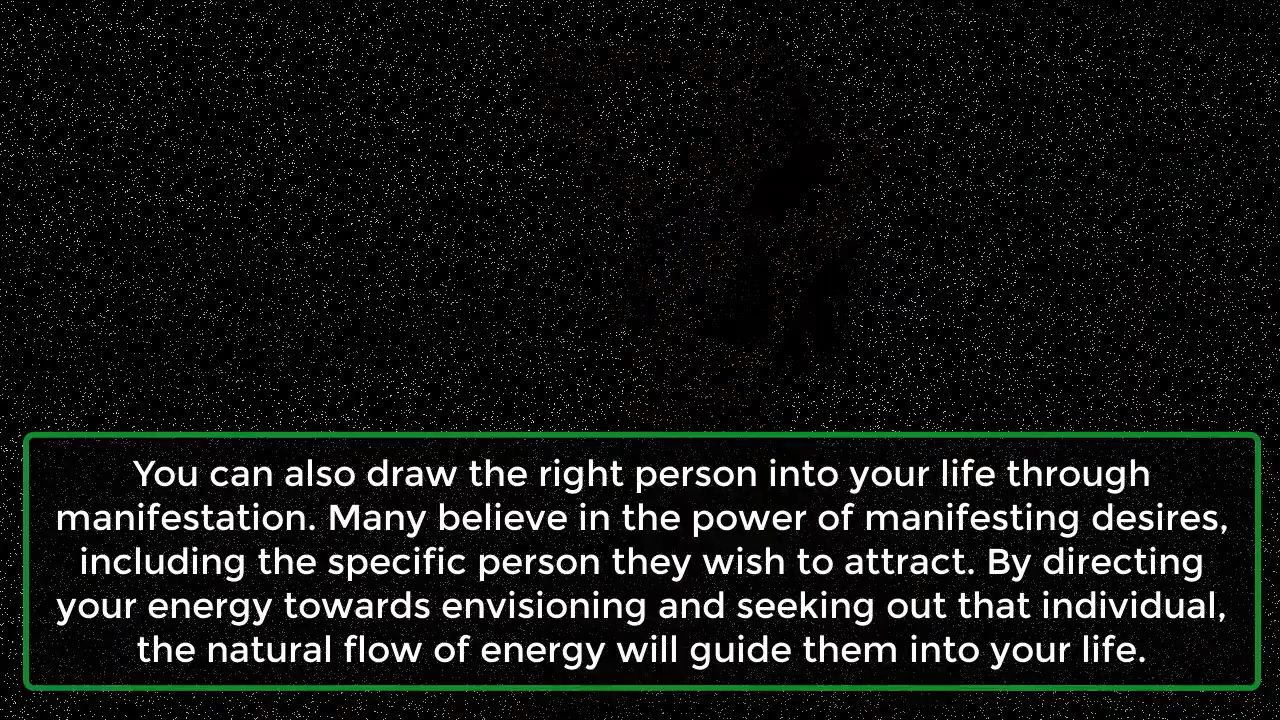 You can also draw the right person into your life through
manifestation. Many believe in the power of manifesting desires,
including the specific person they wish to attract. By directing
your energy towards envisioning and seeking out that individual,
the natural flow of energy will guide them into your life.